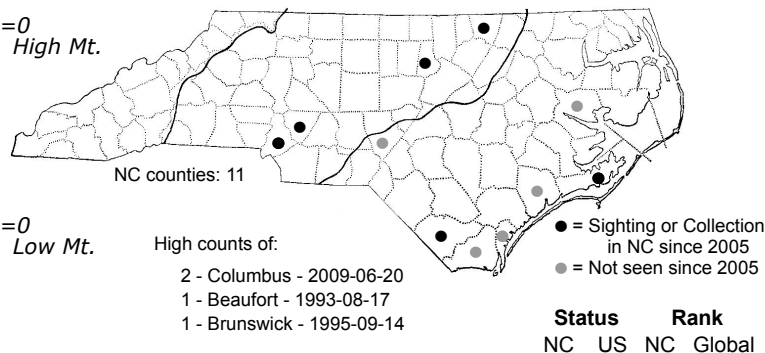 =0
High Mt.
NC counties: 11
=0
Low Mt.
High counts of:
2 - Columbus - 2009-06-20
1 - Beaufort - 1993-08-17
1 - Brunswick - 1995-09-14
= Sighting or Collection
in NC since 2005
= Not seen since 2005
Status Rank
NC US NC Global